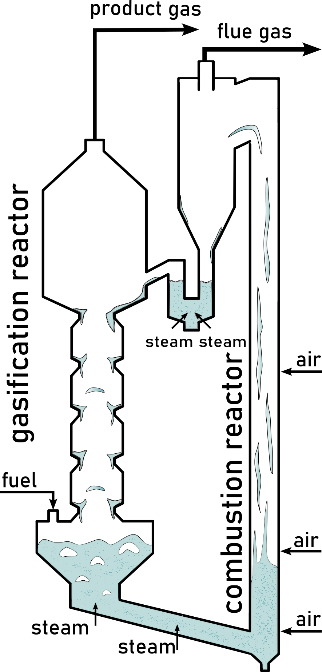 product gas
flue gas
gasification reactor
steam steam
combustion reactor
air
fuel
air
steam
steam
air